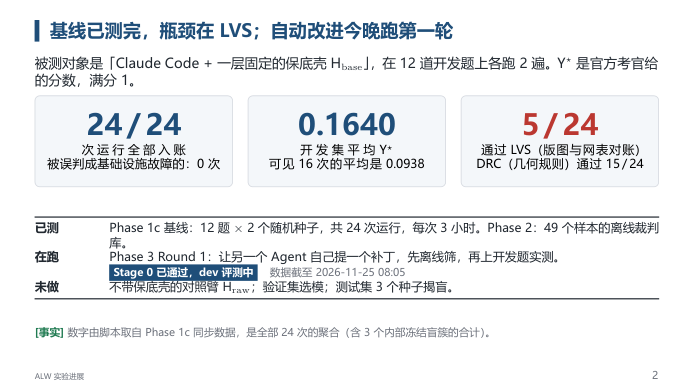 基线已测完，瓶颈在 LVS；自动改进今晚跑第一轮
被测对象是「Claude Code + 一层固定的保底壳 H_base」，在 12 道开发题上各跑 2 遍。Y* 是官方考官给
的分数，满分 1。
24/24
次运行全部入账
被误判成基础设施故障的：0 次
0.1640
开发集平均 Y*
可见 16 次的平均是 0.0938
5/24
通过 LVS（版图与网表对账）
DRC（几何规则）通过 15/24
已测 Phase 1c 基线：12 题 × 2 个随机种子，共 24 次运行，每次 3 小时。Phase 2：49 个样本的离线裁判
库。
在跑 Phase 3 Round 1：让另一个 Agent 自己提一个补丁，先离线筛，再上开发题实测。
Stage 0 已通过，dev 评测中 数据截至 2026-11-25 08:05
未做 不带保底壳的对照臂 H_raw；验证集选模；测试集 3 个种子揭盲。
[事实] 数字由脚本取自 Phase 1c 同步数据，是全部 24 次的聚合（含 3 个内部冻结盲簇的合计）。
ALW 实验进展
2